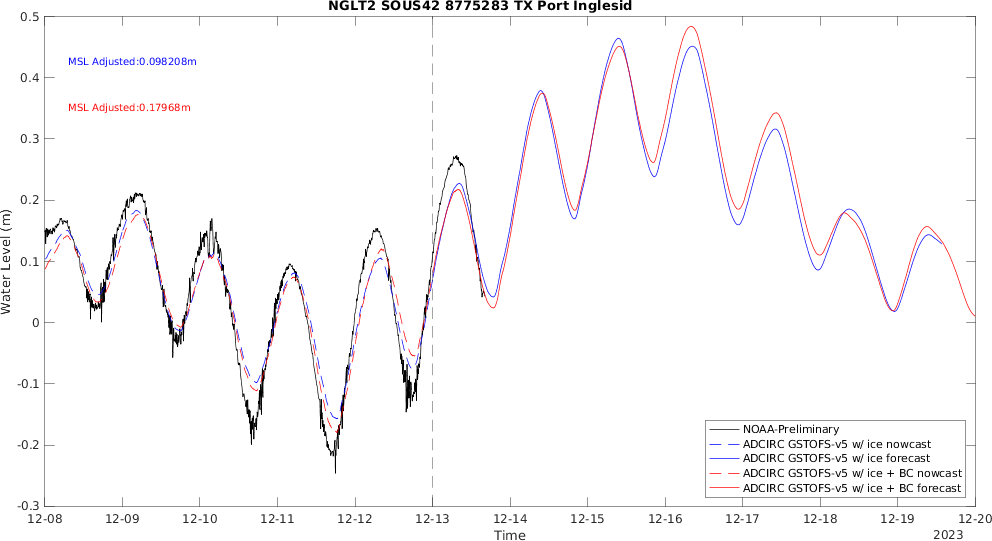 NGLT2 SOUS42 8775283 TX Port Inglesid
0.5
0.4
0.3
0.2
0.1
0
-0.1
-0.2
-0.3
Water Level (m)
MSL Adjusted:0.098208m
MSL Adjusted:0.17968m
NOAA-Preliminary
ADCIRC GSTOFS-v5 w/ ice nowcast
ADCIRC GSTOFS-v5 w/ ice forecast
ADCIRC GSTOFS-v5 w/ ice + BC nowcast
ADCIRC GSTOFS-v5 w/ ice + BC forecast
12-08 12-09 12-10 12-11 12-12 12-13 12-14 12-15 12-16 12-17 12-18 12-19 12-20
Time
2023